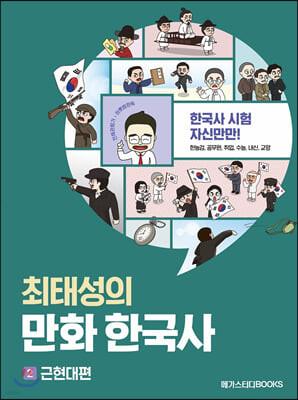 한국사 시험
자신만만!
한능검, 공무원, 취업, 수능, 내신, 교양
최태성의
만화 한국사
2 근현대편
메가스터디BOOKS